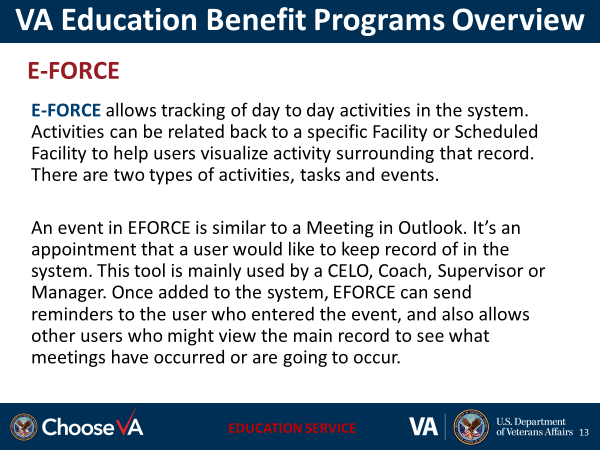 VA Education Benefit Programs Overview
E-FORCE
E-FORCE allows tracking of day to day activities in the system.
Activities can be related back to a specific Facility or Scheduled
Facility to help users visualize activity surrounding that record.
There are two types of activities, tasks and events.
An event in EFORCE is similar to a Meeting in Outlook. It's an
appointment that a user would like to keep record of in the
system. This tool is mainly used by a CELO, Coach, Supervisor or
Manager. Once added to the system, EFORCE can send
reminders to the user who entered the event, and also allows
other users who might view the main record to see what
meetings have occurred or are going to occur.
ChooseVA
EDUCATION SERVICE
VA
U.S. Department
of Veterans Affairs
13